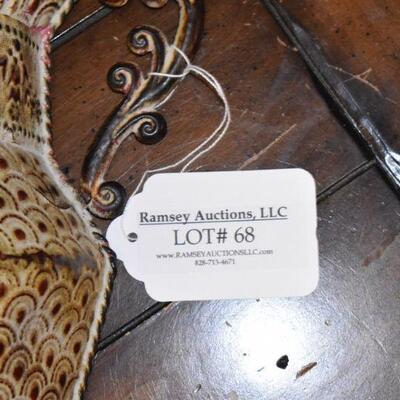 Ramsey Auctions, LLC
LOT# 68
www.RAMSEYAUCTIONSLLC.com
828-713-4671